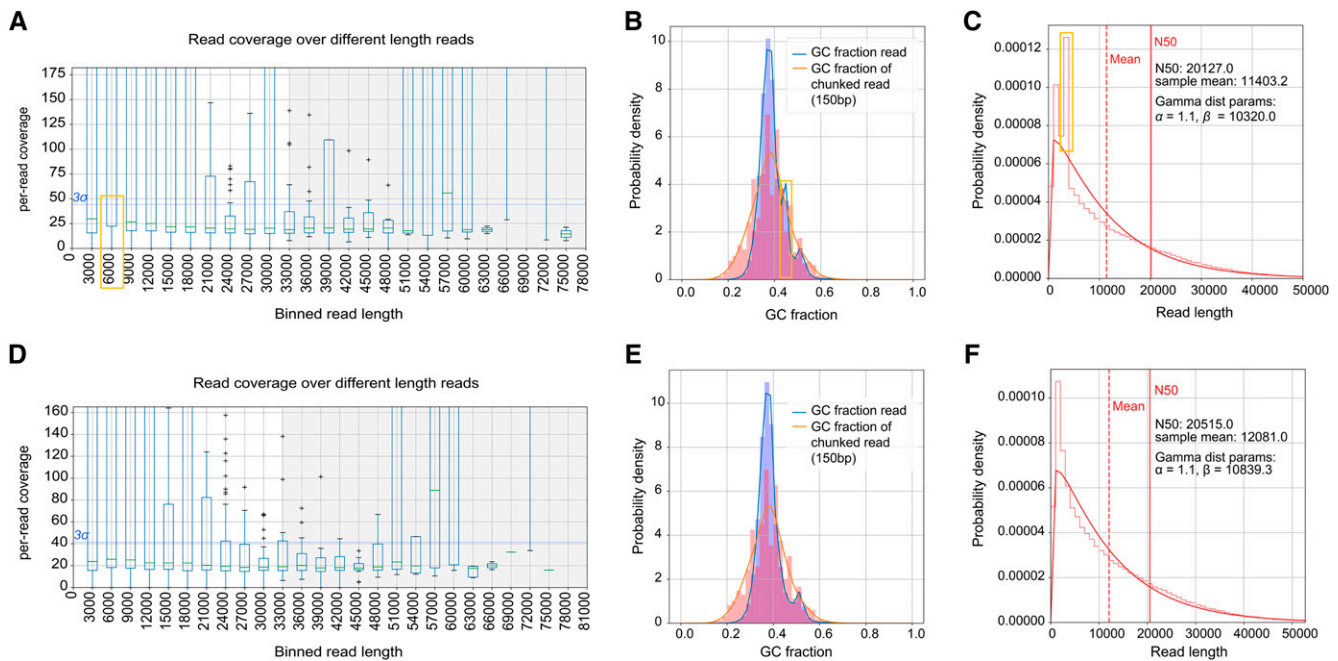 A
Read coverage over different length reads
175
150
125
100
75
50
25
0
3σ
per-read coverage
0
3000
6000
9000
12000
15000
18000
21000
24000
27000
30000
33000
36000
39000
42000
45000
48000
51000
54000
57000
60000
63000
66000
69000
72000
75000
78000
Binned read length
B
10
8
6
4
2
0
Probability density
GC fraction read
GC fraction of
chunked read
(150bp)
0.0 0.2 0.4 0.6 0.8 1.0
GC fraction
C
0.00012
0.00010
0.00008
0.00006
0.00004
0.00002
0.00000
Probability density
N50
Mean
N50: 20127.0
sample mean: 11403.2
Gamma dist params:
α = 1.1, β = 10320.0
0 10000 20000 30000 40000 50000
Read length
D
Read coverage over different length reads
160
140
120
100
80
60
40
20
0
3σ
per-read coverage
0
3000
6000
9000
12000
15000
18000
21000
24000
27000
30000
33000
36000
39000
42000
45000
48000
51000
54000
57000
60000
63000
66000
69000
72000
75000
78000
81000
Binned read length
E
10
8
6
4
2
0
Probability density
GC fraction read
GC fraction of
chunked read
(150bp)
0.0 0.2 0.4 0.6 0.8 1.0
GC fraction
F
0.00010
0.00008
0.00006
0.00004
0.00002
0.00000
Probability density
N50
Mean
N50: 20515.0
sample mean: 12081.0
Gamma dist params:
α = 1.1, β = 10839.3
0 10000 20000 30000 40000 50000
Read length